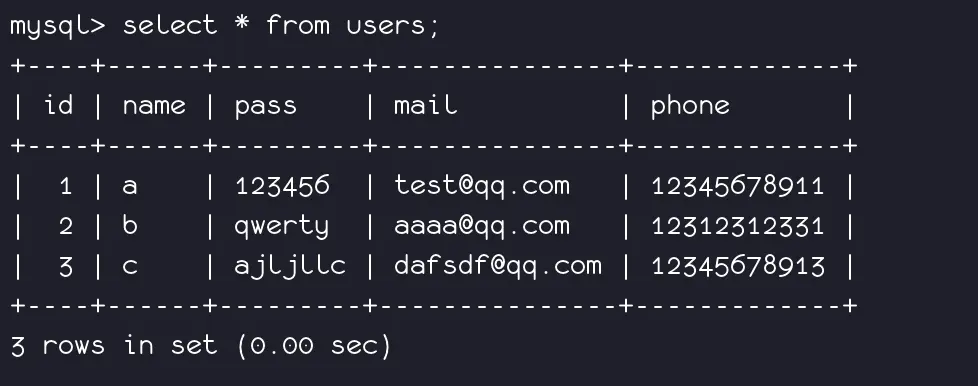 mysql> select * from users;
+----+------+---------+---------------+-------------+
| id | name | pass    | mail          | phone       |
+----+------+---------+---------------+-------------+
|  1 | a    | 123456  | test@qq.com   | 12345678911 |
|  2 | b    | qwerty  | aaaa@qq.com   | 12312312331 |
|  3 | c    | ajljllc | dafsdf@qq.com | 12345678913 |
+----+------+---------+---------------+-------------+
3 rows in set (0.00 sec)